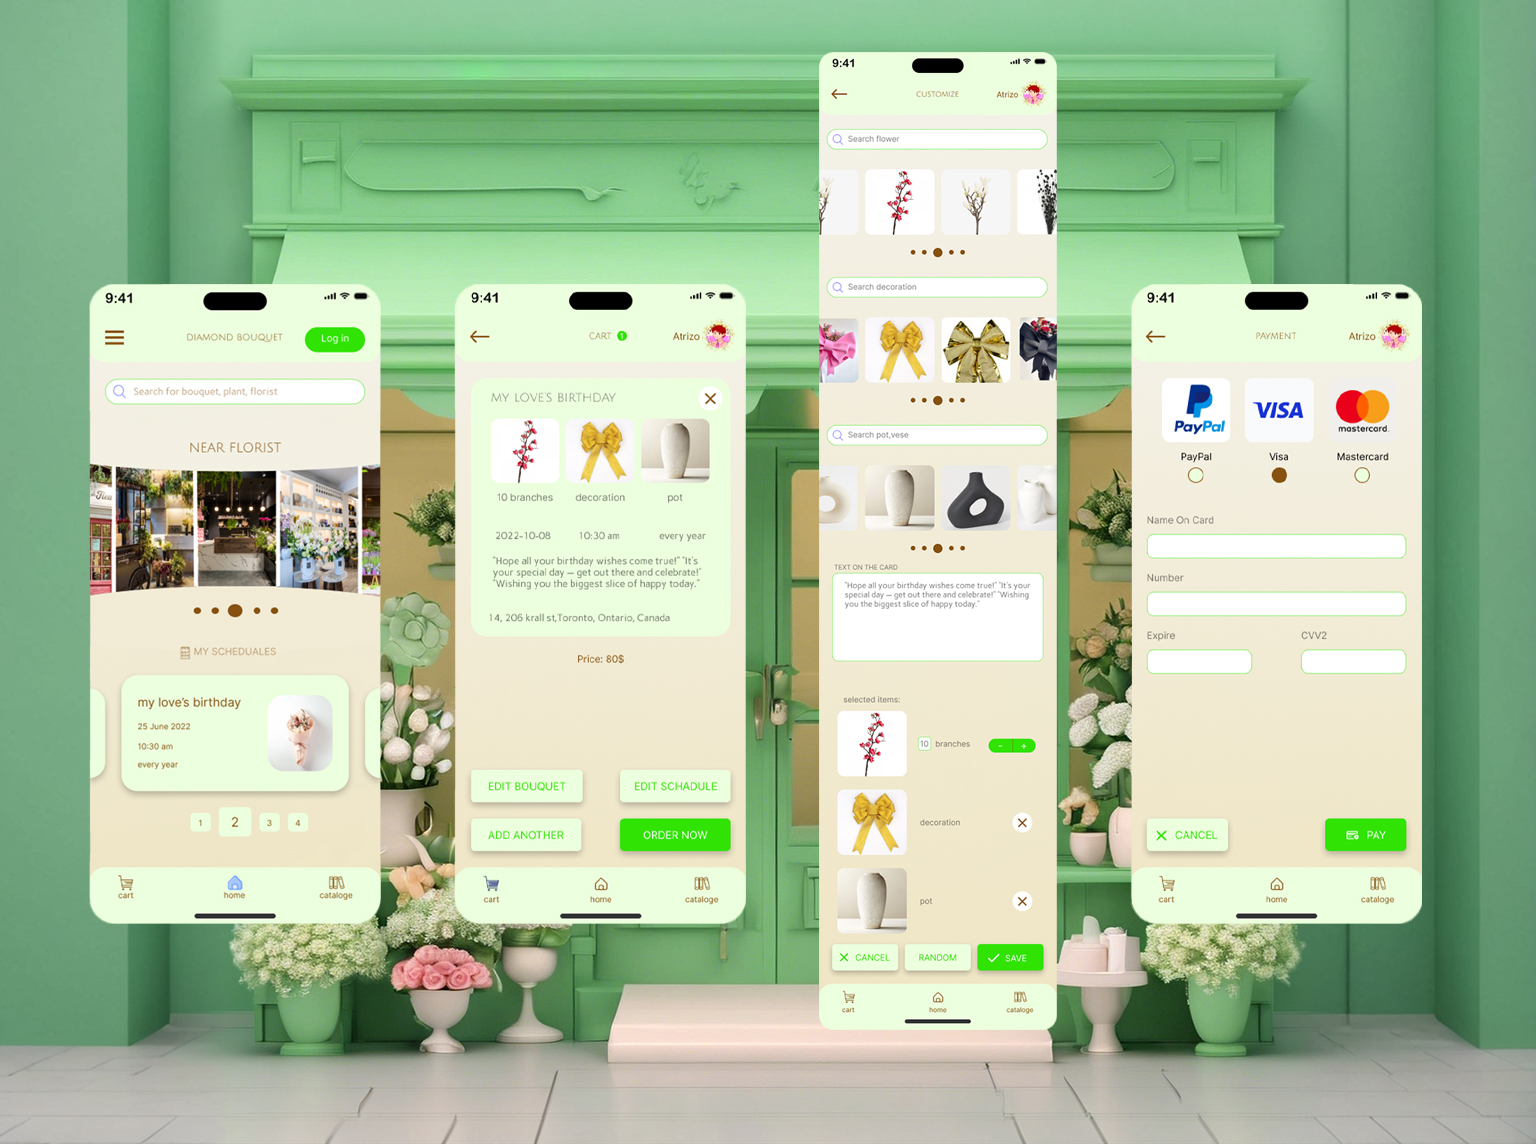 9:41
DIAMOND BOUQUET
Log in
Search for bouquet, plant, florist
NEAR FLORIST
MY SCHEDUALES
my love's birthday
25 June 2022
10:30 am
every year
1 2 3 4
cart home cataloge
9:41
CART 1
Atrizo
MY LOVE'S BIRTHDAY
10 branches decoration pot
2022-10-08 10:30 am every year
"Hope all your birthday wishes come true!" "It's
your special day — get out there and celebrate!"
"Wishing you the biggest slice of happy today."
14, 206 krall st,Toronto, Ontario, Canada
Price: 80$
EDIT BOUQUET EDIT SCHADULE
ADD ANOTHER ORDER NOW
cart home cataloge
9:41
CUSTOMIZE
Atrizo
Search flower
Search decoration
Search pot,vese
TEXT ON THE CARD
"Hope all your birthday wishes come true!" "It's your
special day — get out there and celebrate!" "Wishing
you the biggest slice of happy today."
selected items:
10 branches - +
decoration
pot
CANCEL RANDOM SAVE
cart home cataloge
9:41
PAYMENT
Atrizo
PayPal VISA mastercard.
PayPal Visa Mastercard
Name On Card
Number
Expire CVV2
CANCEL PAY
cart home cataloge